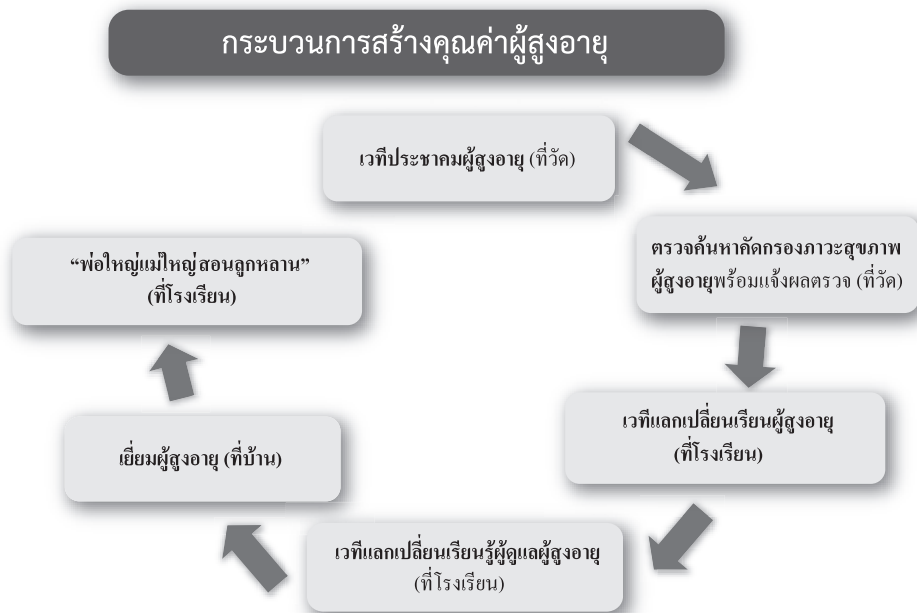 กระบวนการสร้างคุณค่าผู้สูงอายุ
เวทีประชาคมผู้สูงอายุ (ที่วัด)
ตรวจค้นหาคัดกรองภาวะสุขภาพ
ผู้สูงอายุพร้อมแจ้งผลตรวจ (ที่วัด)
เวทีแลกเปลี่ยนเรียนผู้สูงอายุ
(ที่โรงเรียน)
เวทีแลกเปลี่ยนเรียนรู้ผู้ดูแลผู้สูงอายุ
(ที่โรงเรียน)
เยี่ยมผู้สูงอายุ (ที่บ้าน)
“พ่อใหญ่แม่ใหญ่สอนลูกหลาน”
(ที่โรงเรียน)